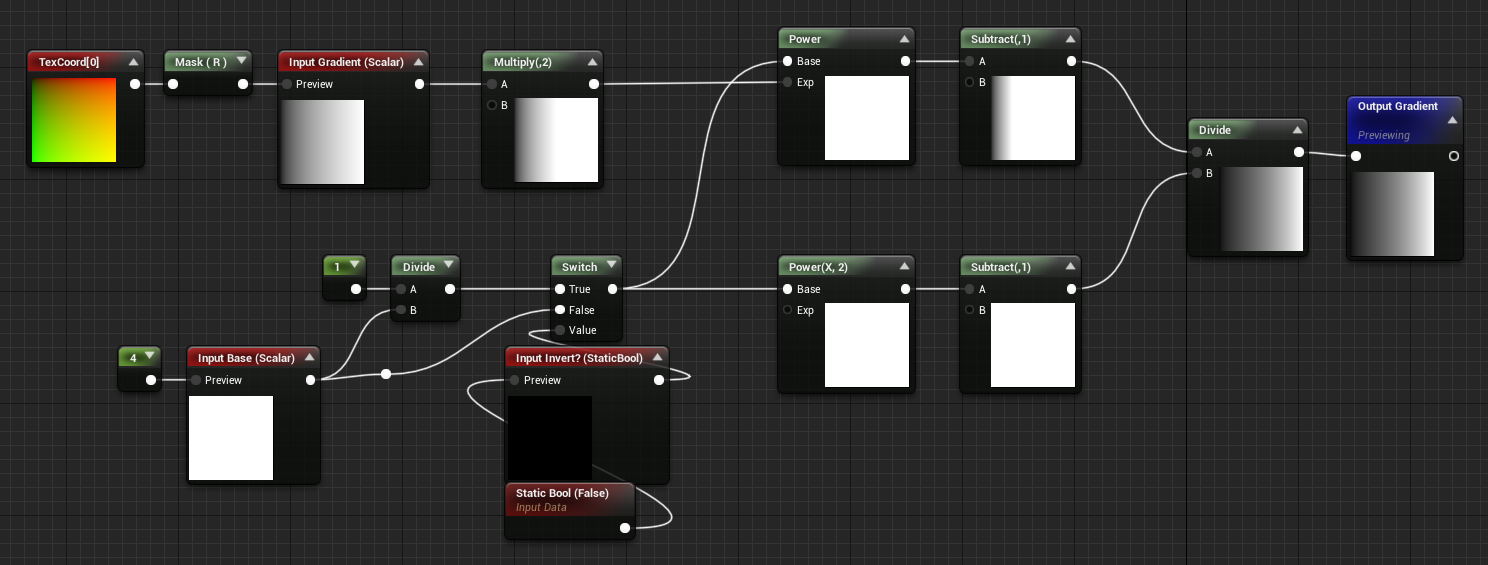 TexCoord[0]
Mask ( R )
Input Gradient (Scalar)
Preview
Multiply(,2)
A
B
Power
Base
Exp
Subtract(,1)
A
B
Divide
A
B
Output Gradient
Previewing
1
Divide
A
B
Switch
True
False
Value
Power(X, 2)
Base
Exp
Subtract(,1)
A
B
4
Input Base (Scalar)
Preview
Input Invert? (StaticBool)
Preview
Static Bool (False)
Input Data